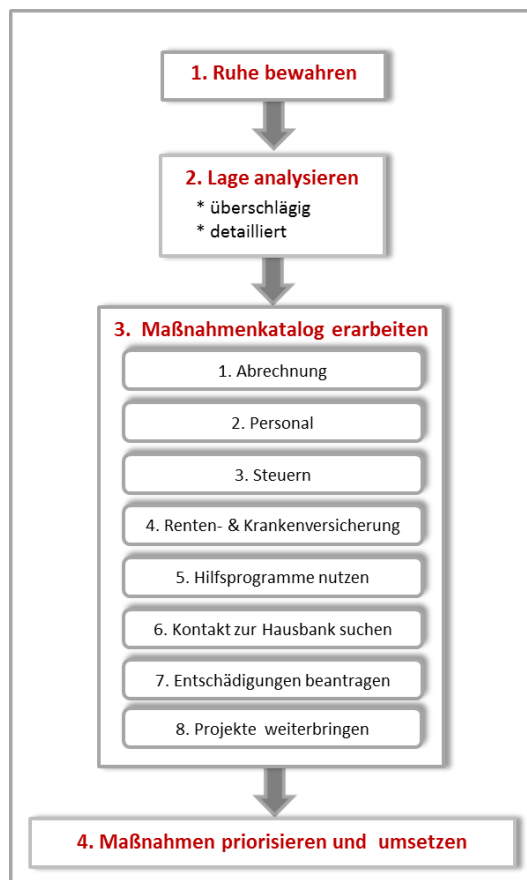 1. Ruhe bewahren
2. Lage analysieren
* überschlägig
* detailliert
3. Maßnahmenkatalog erarbeiten
1. Abrechnung
2. Personal
3. Steuern
4. Renten- & Krankenversicherung
5. Hilfsprogramme nutzen
6. Kontakt zur Hausbank suchen
7. Entschädigungen beantragen
8. Projekte weiterbringen
4. Maßnahmen priorisieren und umsetzen